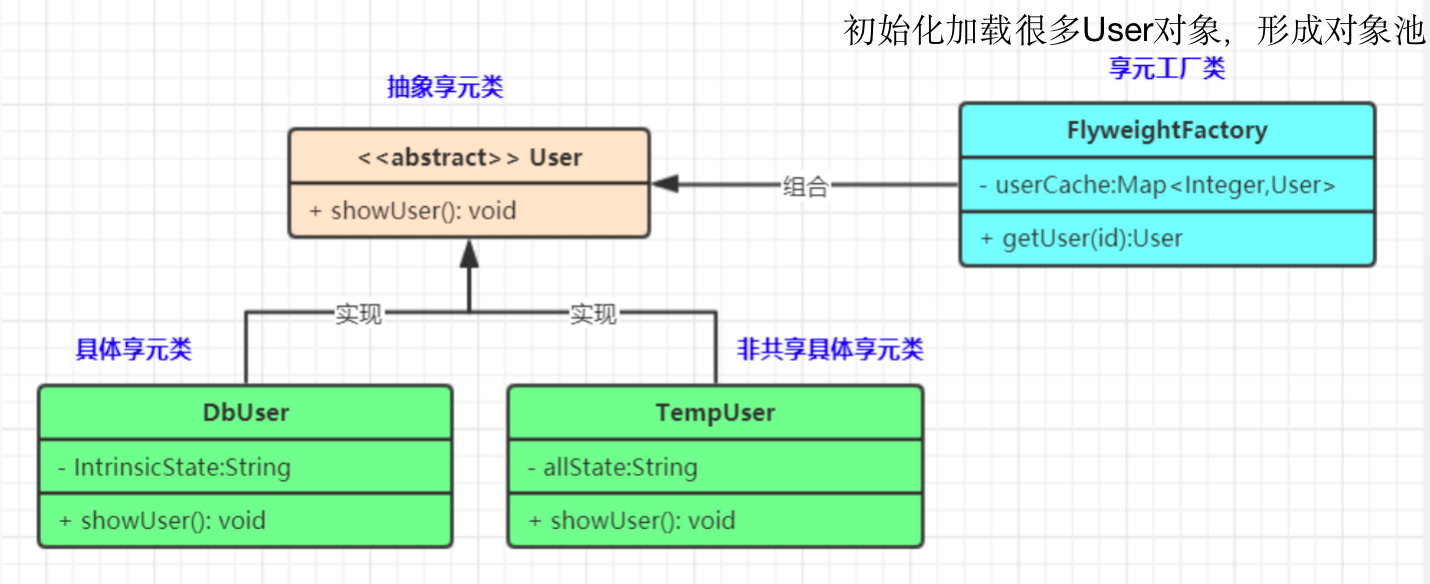 初始化加载很多User对象，形成对象池
享元工厂类
抽象享元类
<<abstract>> User
+ showUser(): void
组合
FlyweightFactory
- userCache:Map<Integer,User>
+ getUser(id):User
实现
实现
具体享元类
非共享具体享元类
DbUser
- IntrinsicState:String
+ showUser(): void
TempUser
- allState:String
+ showUser(): void